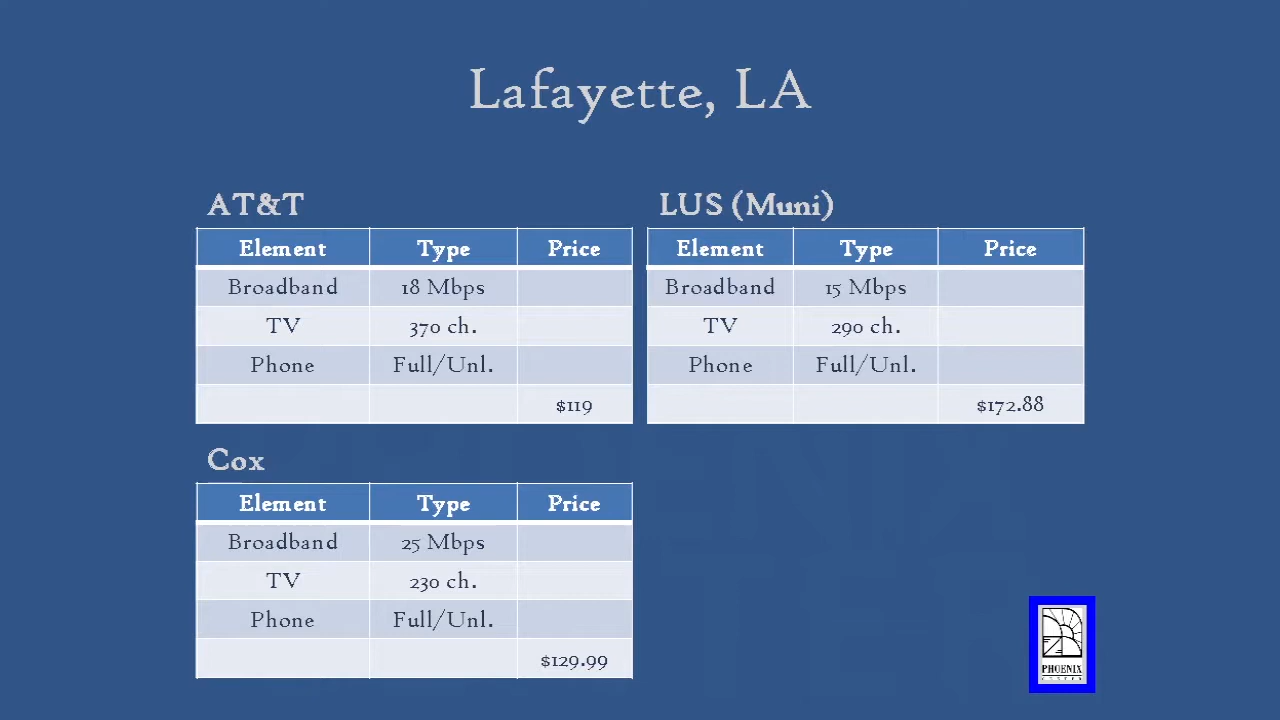 Lafayette, LA
AT&T
Element Type Price
Broadband 18 Mbps
TV 370 ch.
Phone Full/Unl.
$119
LUS (Muni)
Element Type Price
Broadband 15 Mbps
TV 290 ch.
Phone Full/Unl.
$172.88
Cox
Element Type Price
Broadband 25 Mbps
TV 230 ch.
Phone Full/Unl.
$129.99
PHOENIX
CENTER